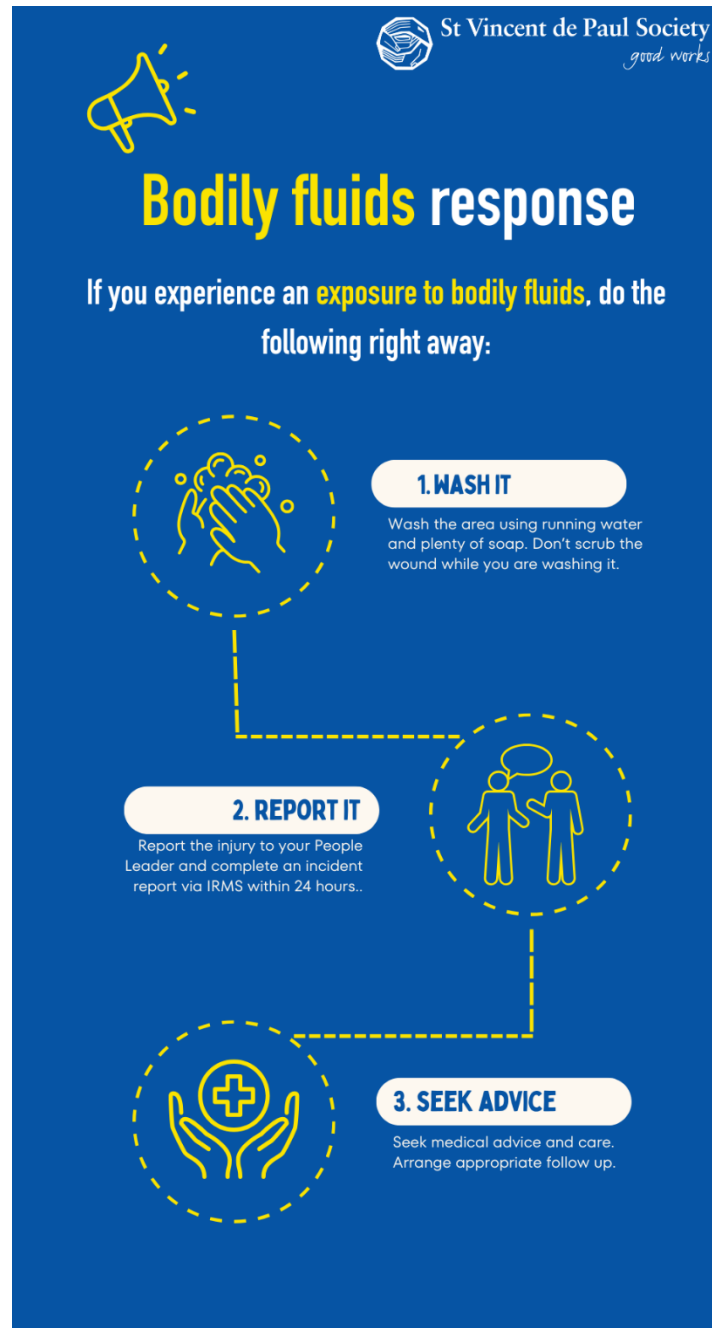 St Vincent de Paul Society
good works
Bodily fluids response
If you experience an exposure to bodily fluids, do the
following right away:
1. WASH IT
Wash the area using running water
and plenty of soap. Don't scrub the
wound while you are washing it.
2. REPORT IT
Report the injury to your People
Leader and complete an incident
report via IRMS within 24 hours..
3. SEEK ADVICE
Seek medical advice and care.
Arrange appropriate follow up.